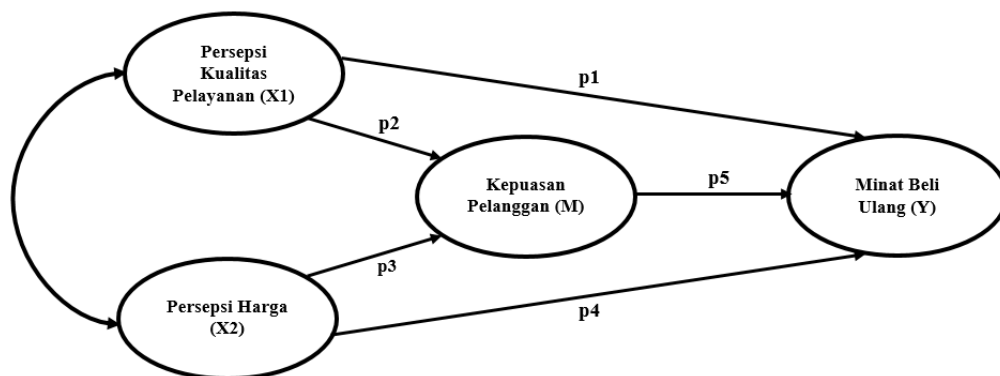 Persepsi
Kualitas
Pelayanan (X1)
p1
p2
Kepuasan
Pelanggan (M)
p5
Minat Beli
Ulang (Y)
p3
Persepsi Harga
(X2)
p4